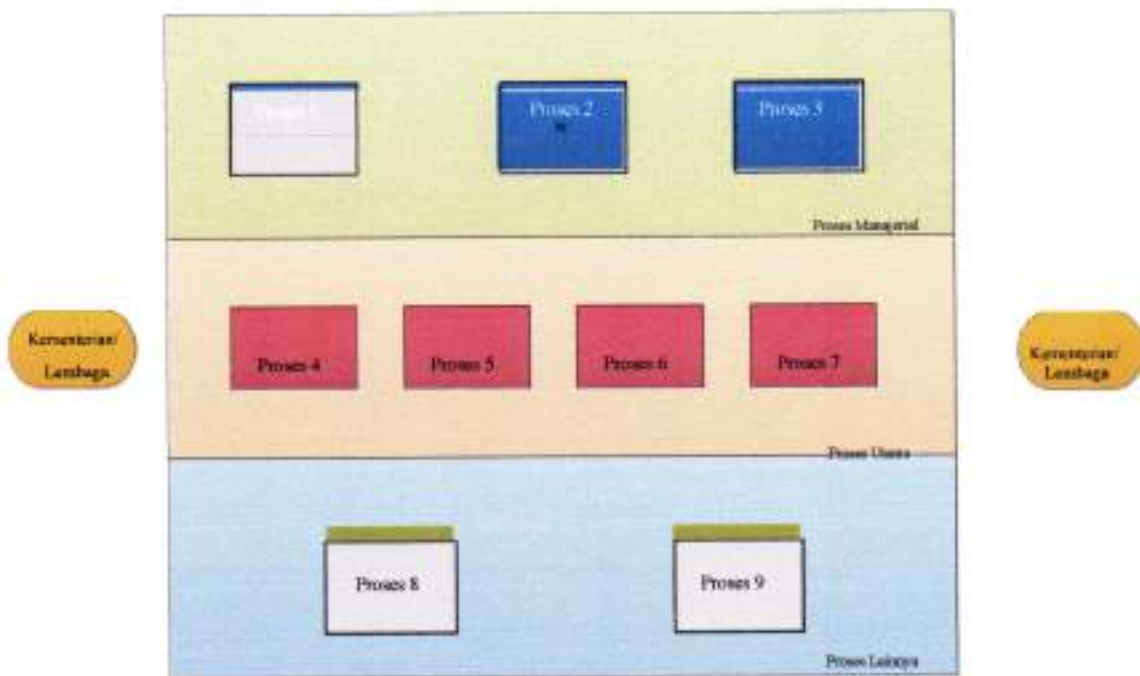 Proses 2
Proses 3
Proses Manajerial
Kementerian/
Lembaga
Proses 4
Proses 5
Proses 6
Proses 7
Kementerian/
Lembaga
Proses Utama
Proses 8
Proses 9
Proses Lainnya